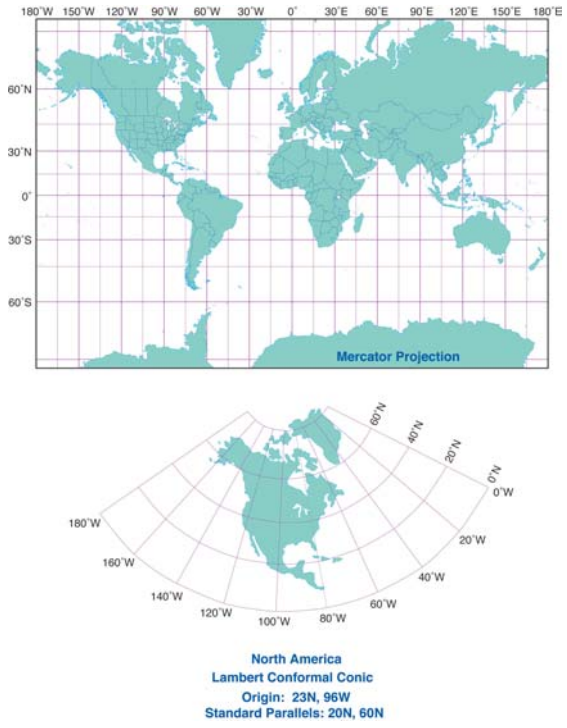 180°W 150°W 120°W 90°W 60°W 30°W 0° 30°E 60°E 90°E 120°E 150°E 180°E
60°N
30°N
0°
30°S
60°S
Mercator Projection
60°N
40°N
20°N
0°N
0°W
180°W
20°W
160°W
40°W
140°W
60°W
120°W
80°W
100°W
North America
Lambert Conformal Conic
Origin: 23N, 96W
Standard Parallels: 20N, 60N